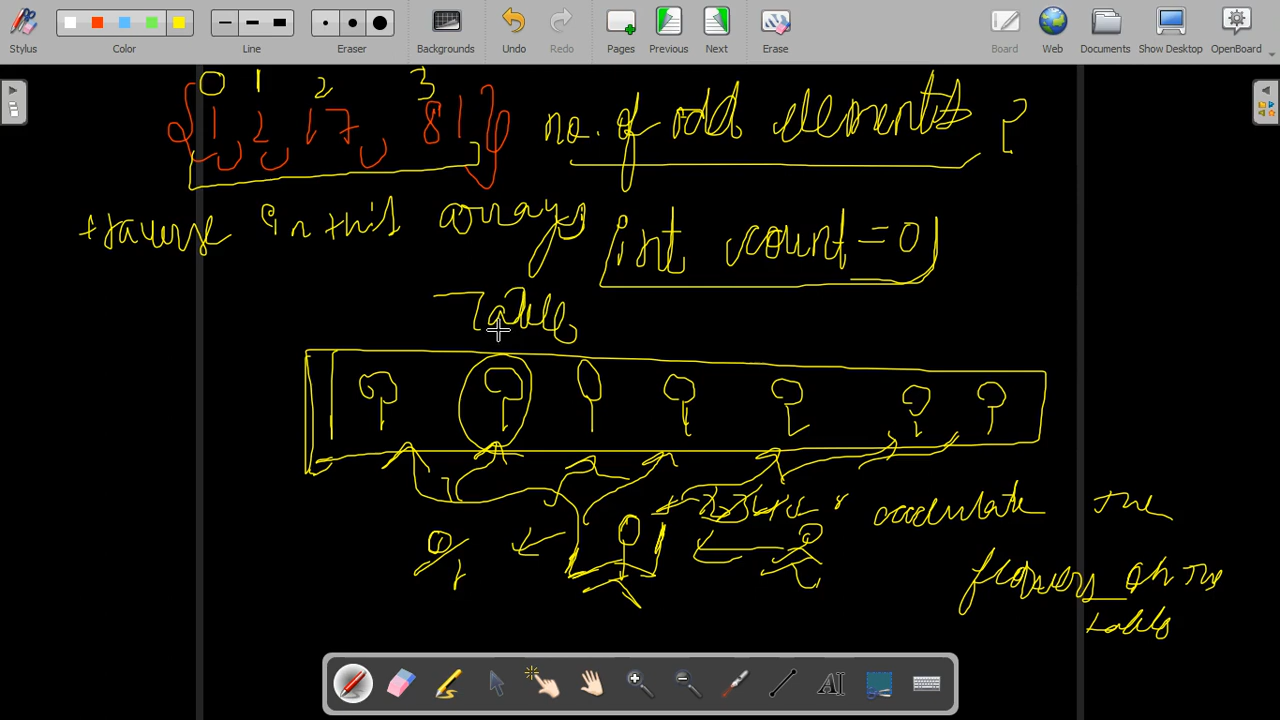 Stylus
Color
Line
Eraser
Backgrounds
Undo
Redo
Pages
Previous
Next
Erase
Board
Web
Documents
Show Desktop
OpenBoard
0 1 2 3
{1, 2, 17, 81} no. of odd elements ?
traverse in this arrays
int count = 0
Table
the
flowers on the
table